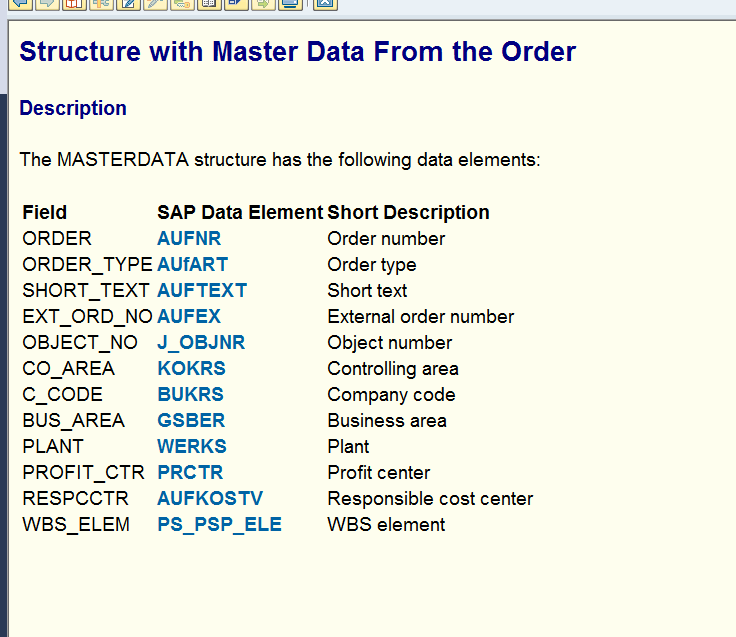 Structure with Master Data From the Order
Description
The MASTERDATA structure has the following data elements:
Field SAP Data Element Short Description
ORDER AUFNR Order number
ORDER_TYPE AUfART Order type
SHORT_TEXT AUFTEXT Short text
EXT_ORD_NO AUFEX External order number
OBJECT_NO J_OBJNR Object number
CO_AREA KOKRS Controlling area
C_CODE BUKRS Company code
BUS_AREA GSBER Business area
PLANT WERKS Plant
PROFIT_CTR PRCTR Profit center
RESPCCTR AUFKOSTV Responsible cost center
WBS_ELEM PS_PSP_ELE WBS element